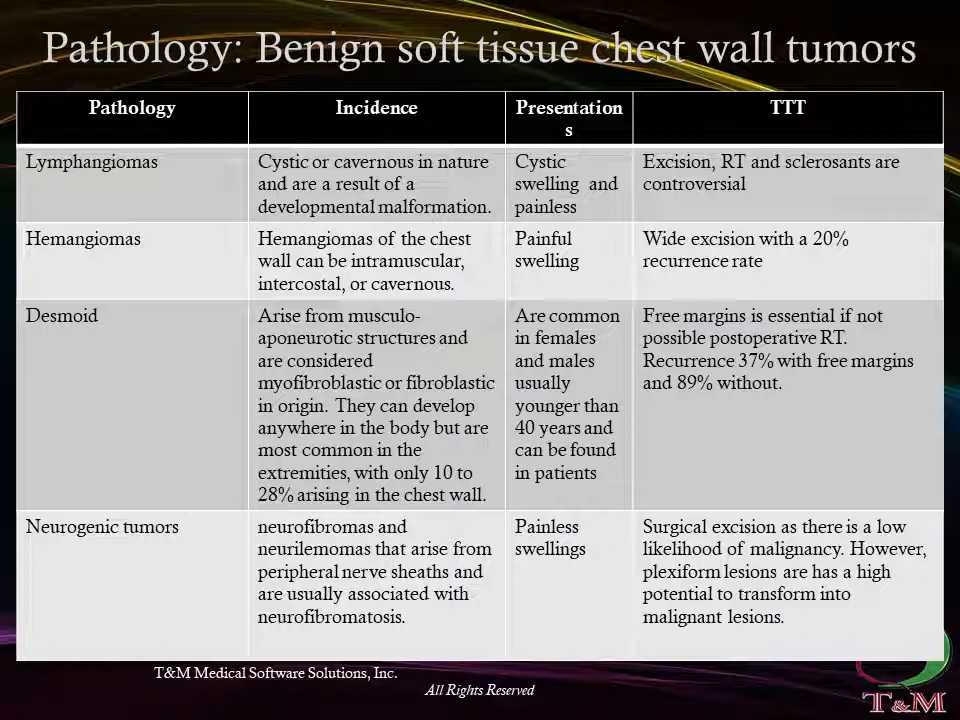 Pathology: Benign soft tissue chest wall tumors
Pathology
Incidence
Presentation
s
TTT
Lymphangiomas
Cystic or cavernous in nature
and are a result of a
developmental malformation.
Cystic
swelling and
painless
Excision, RT and sclerosants are
controversial
Hemangiomas
Hemangiomas of the chest
wall can be intramuscular,
intercostal, or cavernous.
Painful
swelling
Wide excision with a 20%
recurrence rate
Desmoid
Arise from musculo-
aponeurotic structures and
are considered
myofibroblastic or fibroblastic
in origin. They can develop
anywhere in the body but are
most common in the
extremities, with only 10 to
28% arising in the chest wall.
Are common
in females
and males
usually
younger than
40 years and
can be found
in patients
Free margins is essential if not
possible postoperative RT.
Recurrence 37% with free margins
and 89% without.
Neurogenic tumors
neurofibromas and
neurilemomas that arise from
peripheral nerve sheaths and
are usually associated with
neurofibromatosis.
Painless
swellings
Surgical excision as there is a low
likelihood of malignancy. However,
plexiform lesions are has a high
potential to transform into
malignant lesions.
T&M Medical Software Solutions, Inc.
All Rights Reserved
T&M